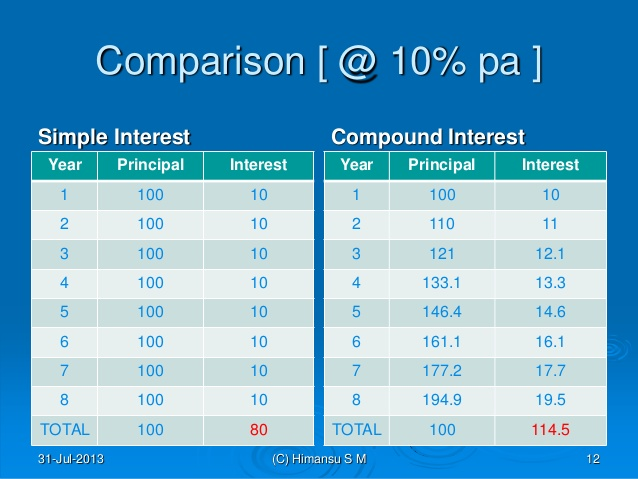 Comparison [ @ 10% pa ]
Simple Interest
Year Principal Interest
1 100 10
2 100 10
3 100 10
4 100 10
5 100 10
6 100 10
7 100 10
8 100 10
TOTAL 100 80
Compound Interest
Year Principal Interest
1 100 10
2 110 11
3 121 12.1
4 133.1 13.3
5 146.4 14.6
6 161.1 16.1
7 177.2 17.7
8 194.9 19.5
TOTAL 100 114.5
31-Jul-2013 (C) Himansu S M 12